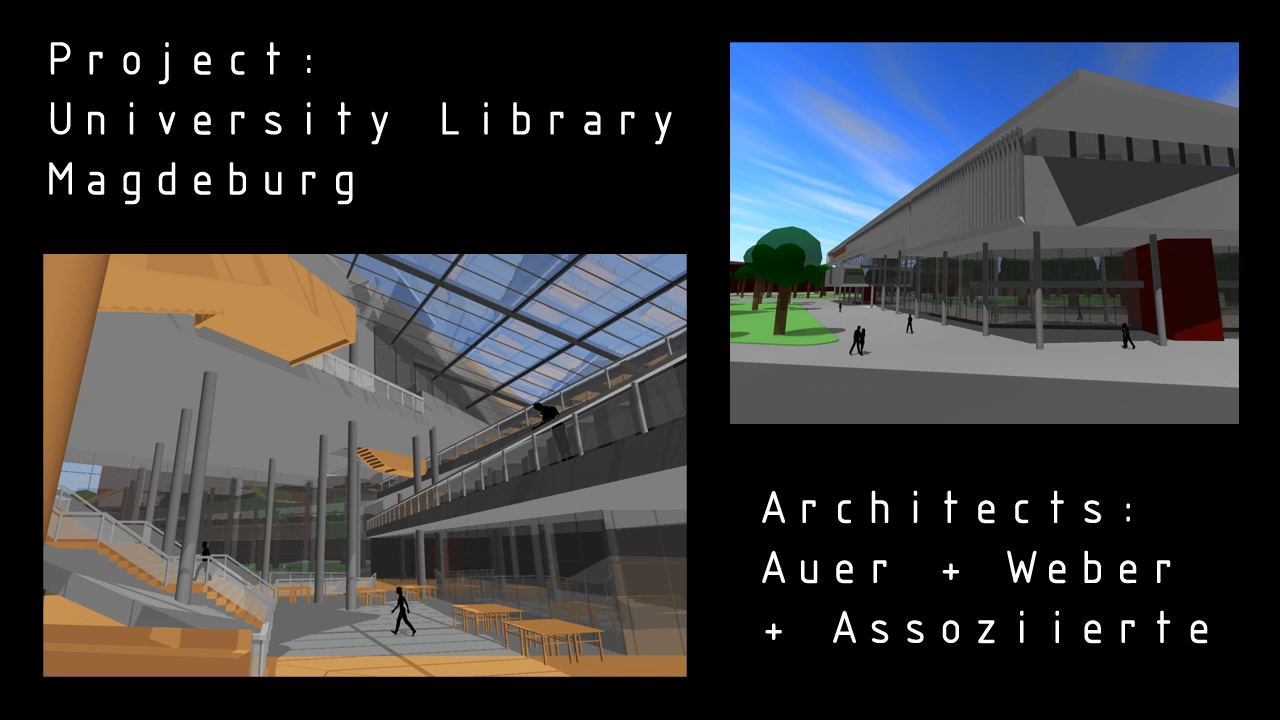 Project:
University Library
Magdeburg
Architects:
Auer + Weber
+ Assoziierte